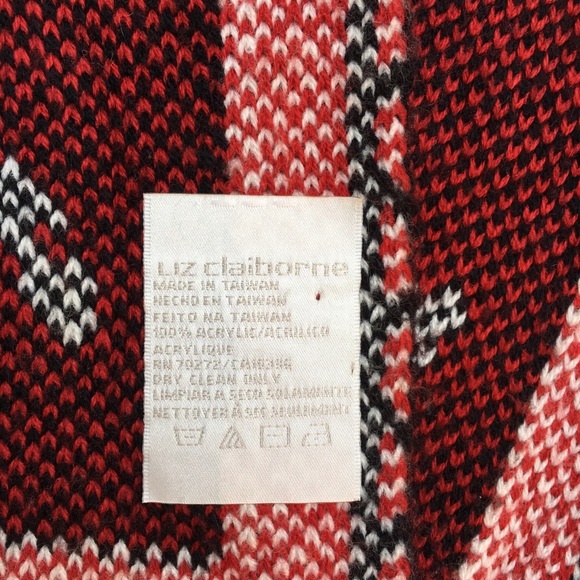 Liz claiborne
MADE IN TAIWAN
HECHO EN TAIWAN
FEITO NA TAIWAN
100% ACRYLIC/ACRILICO
ACRYLIQUE
RN 70272/CA18396
DRY CLEAN ONLY
LIMPIAR À SECO SOLAMENTE
NETTOYER À SEC SEULEMENT